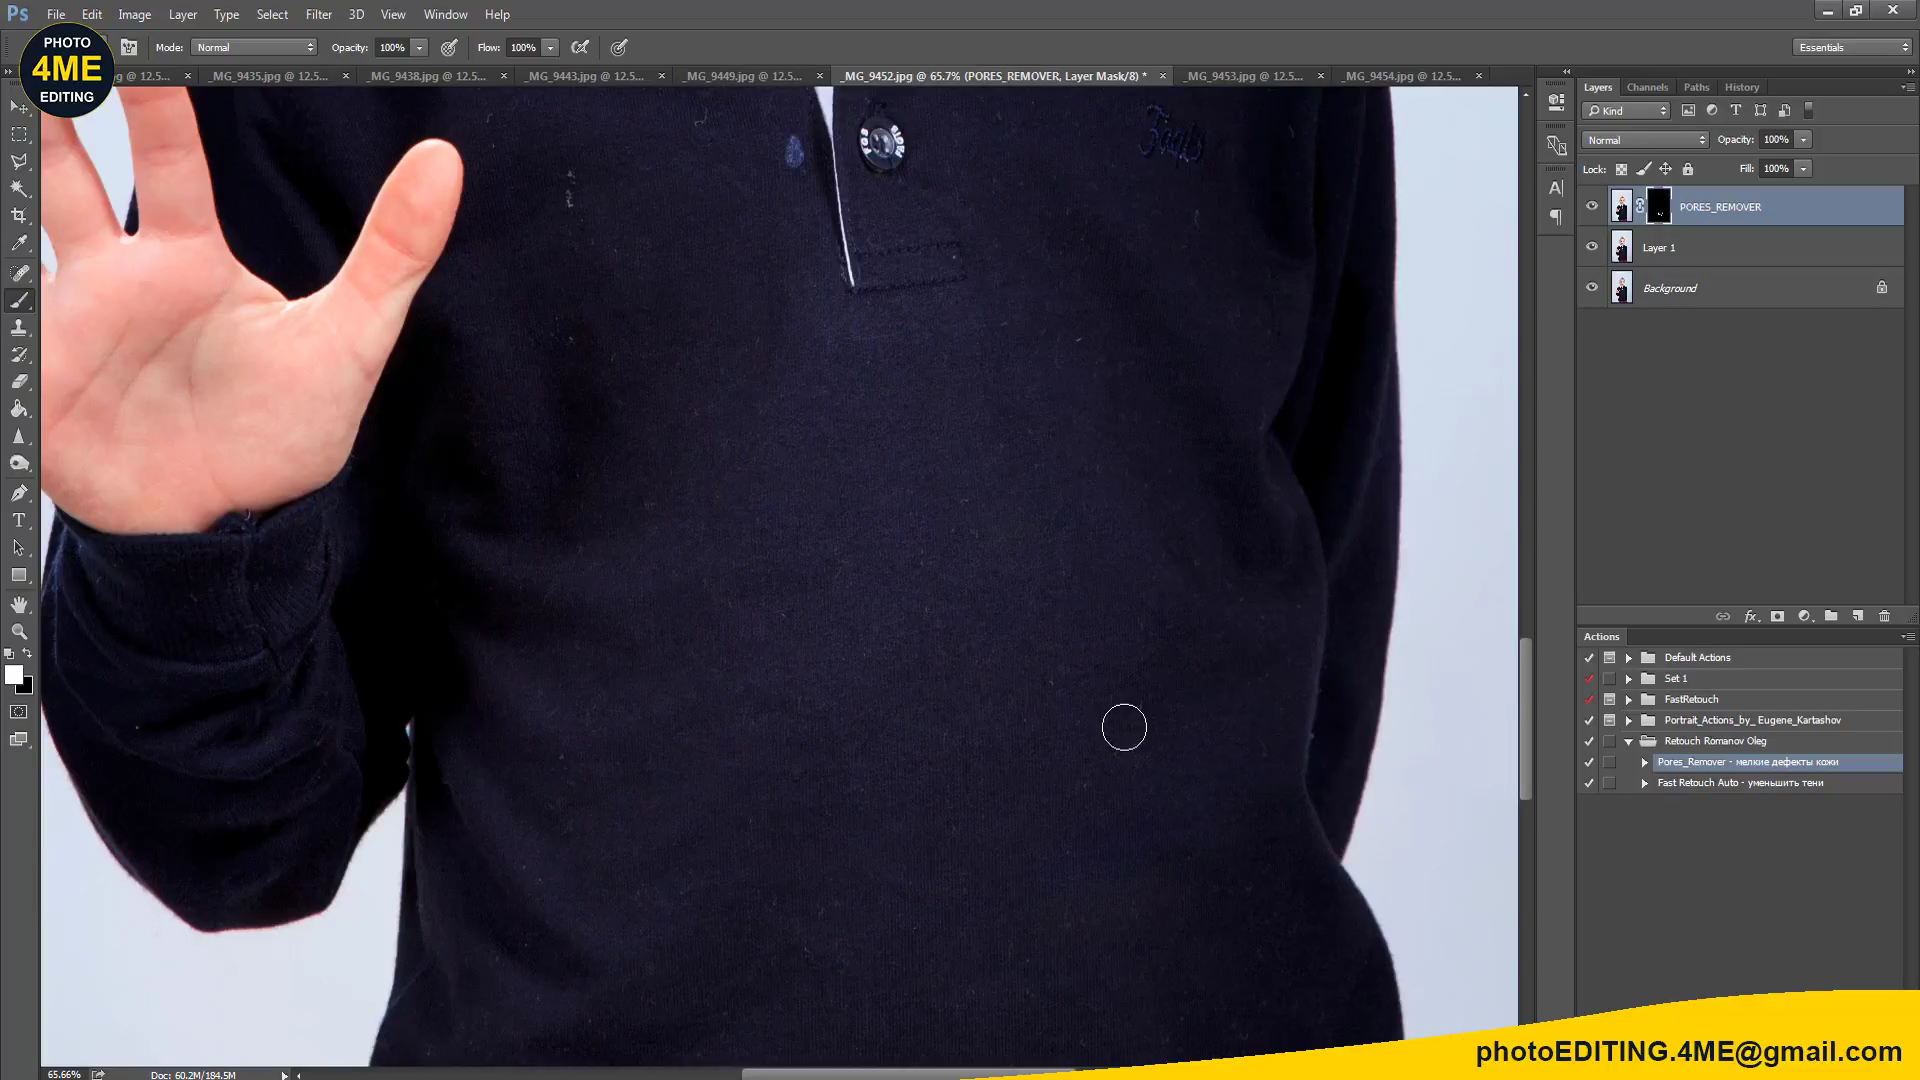 Ps File Edit Image Layer Type Select Filter 3D View Window Help
PHOTO
4ME
EDITING
Mode: Normal Opacity: 100% Flow: 100% Essentials
_MG_9435.jpg @ 12.5... _MG_9438.jpg @ 12.5... _MG_9443.jpg @ 12.5... _MG_9449.jpg @ 12.5... _MG_9452.jpg @ 65.7% (PORES_REMOVER, Layer Mask/8) * _MG_9453.jpg @ 12.5... _MG_9454.jpg @ 12.5...
Layers Channels Paths History
Kind
Normal Opacity: 100%
Lock: Fill: 100%
PORES_REMOVER
Layer 1
Background
Actions
Default Actions
Set 1
FastRetouch
Portrait_Actions_by_ Eugene_Kartashov
Retouch Romanov Oleg
Pores_Remover - мелкие дефекты кожи
Fast Retouch Auto - уменьшить тени
65.66% Doc: 60.2M/184.5M
photoEDITING.4ME@gmail.com